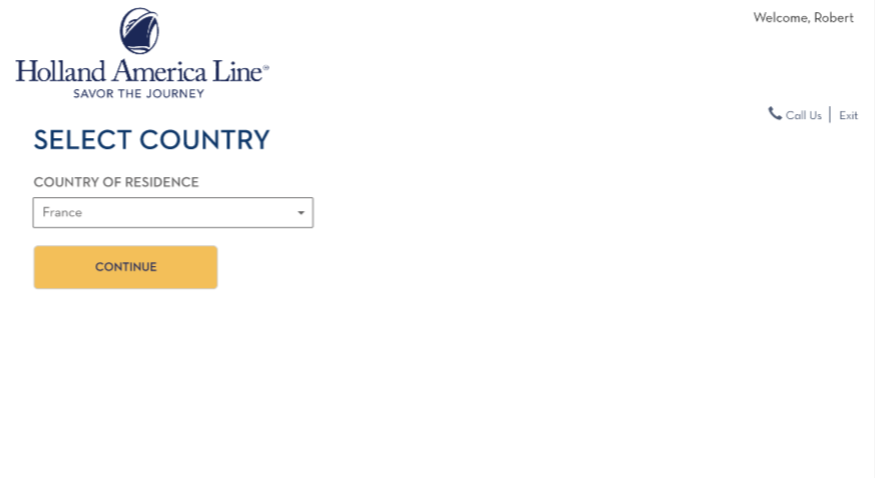 Welcome, Robert
Holland America Line
SAVOR THE JOURNEY
Call Us | Exit
SELECT COUNTRY
COUNTRY OF RESIDENCE
France
CONTINUE